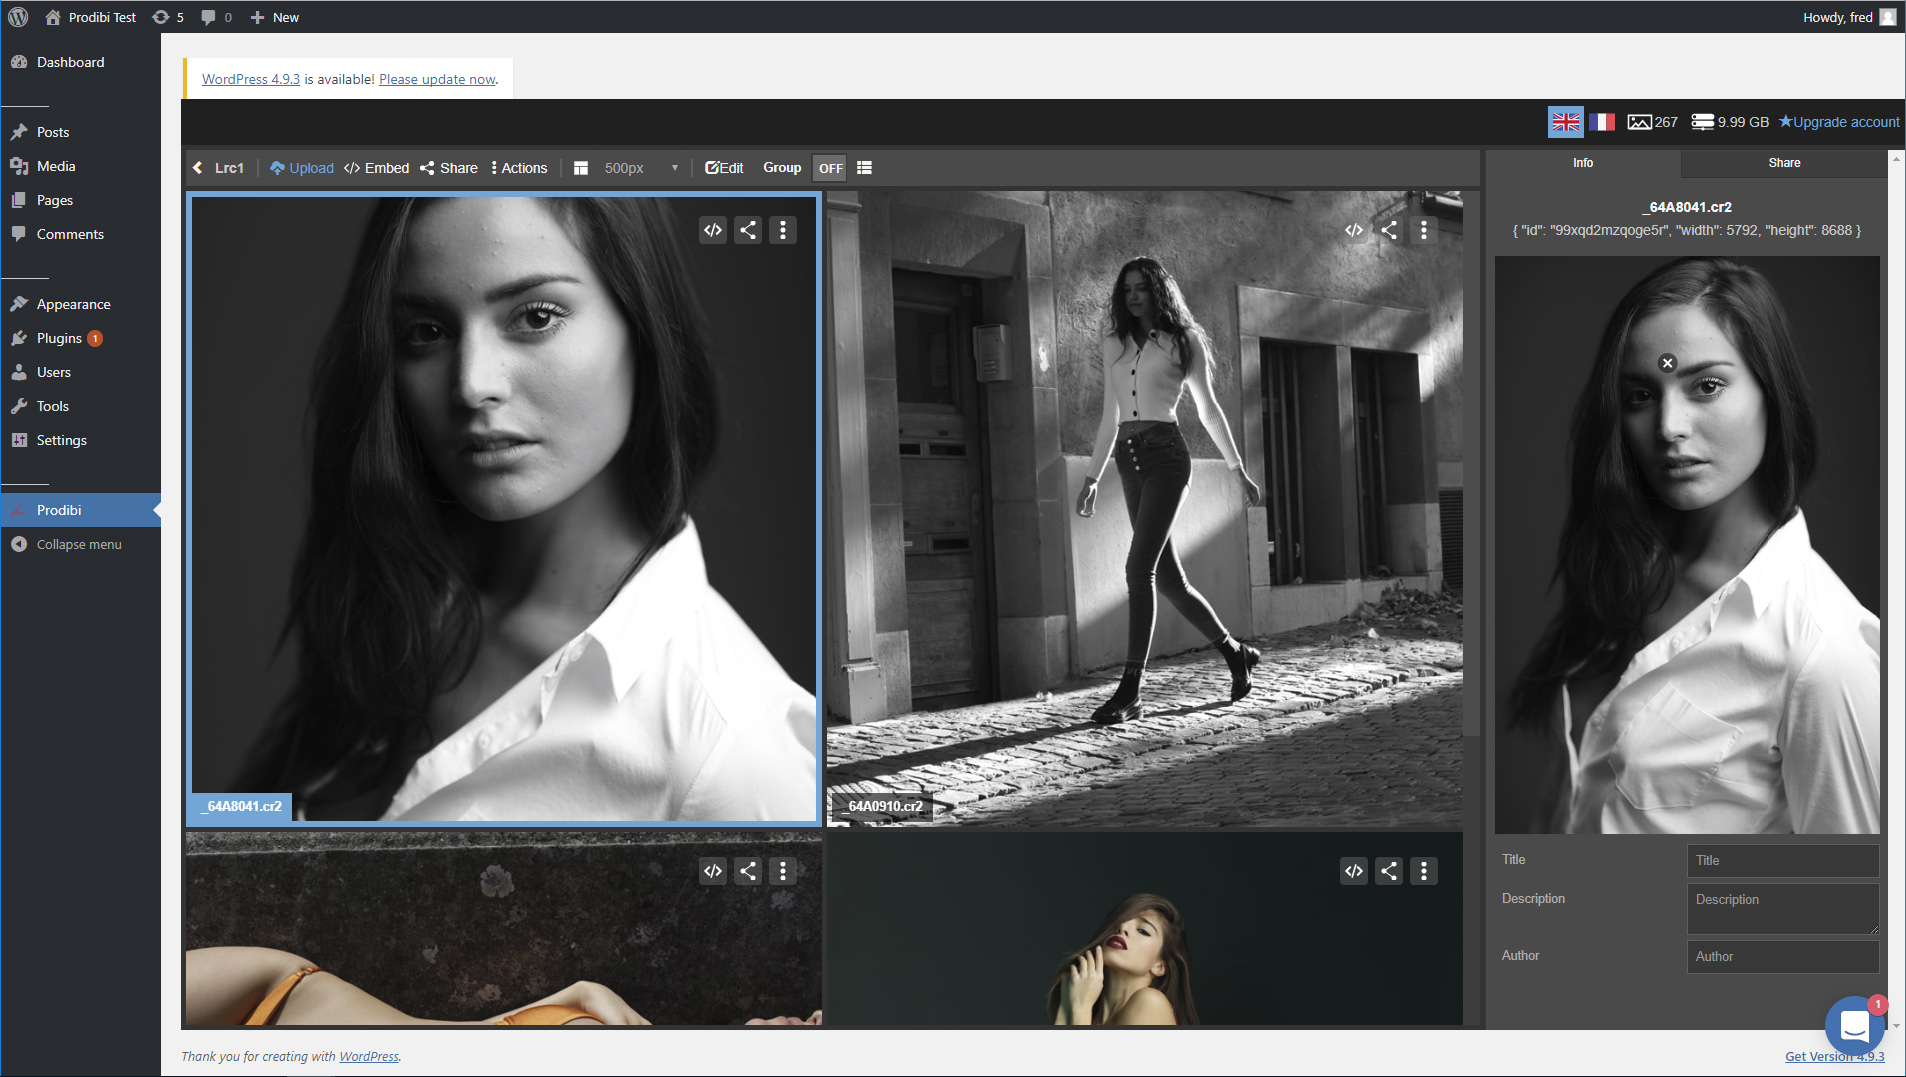 Prodibi Test 5 0 New Howdy, fred
Dashboard
Posts
Media
Pages
Comments
Appearance
Plugins 1
Users
Tools
Settings
Prodibi
Collapse menu
WordPress 4.9.3 is available! Please update now.
267 9.99 GB Upgrade account
Lrc1 Upload Embed Share Actions 500px Edit Group OFF
_64A8041.cr2
_64A0910.cr2
Info Share
_64A8041.cr2
{ "id": "99xqd2mzqoge5r", "width": 5792, "height": 8688 }
Title Title
Description Description
Author Author
1
Thank you for creating with WordPress.
Get Version 4.9.3